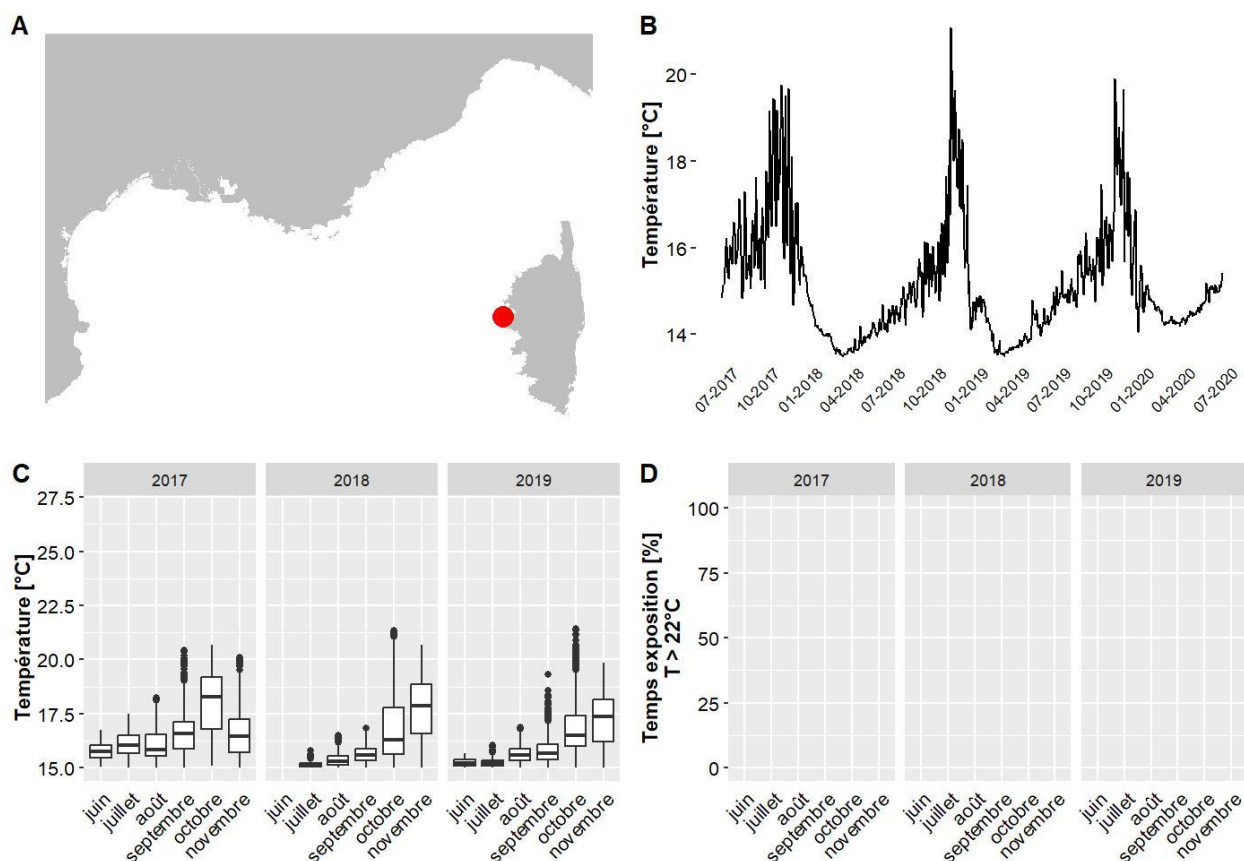 A
B
Température [°C]
20
18
16
14
07-2017
10-2017
01-2018
04-2018
07-2018
10-2018
01-2019
04-2019
07-2019
10-2019
01-2020
04-2020
07-2020
C
2017
2018
2019
Température [°C]
27.5
25.0
22.5
20.0
17.5
15.0
juin
juillet
août
septembre
octobre
novembre
juin
juillet
août
septembre
octobre
novembre
juin
juillet
août
septembre
octobre
novembre
D
2017
2018
2019
Temps exposition [%]
T > 22°C
100
75
50
25
0
juin
juillet
août
septembre
octobre
novembre
juin
juillet
août
septembre
octobre
novembre
juin
juillet
août
septembre
octobre
novembre